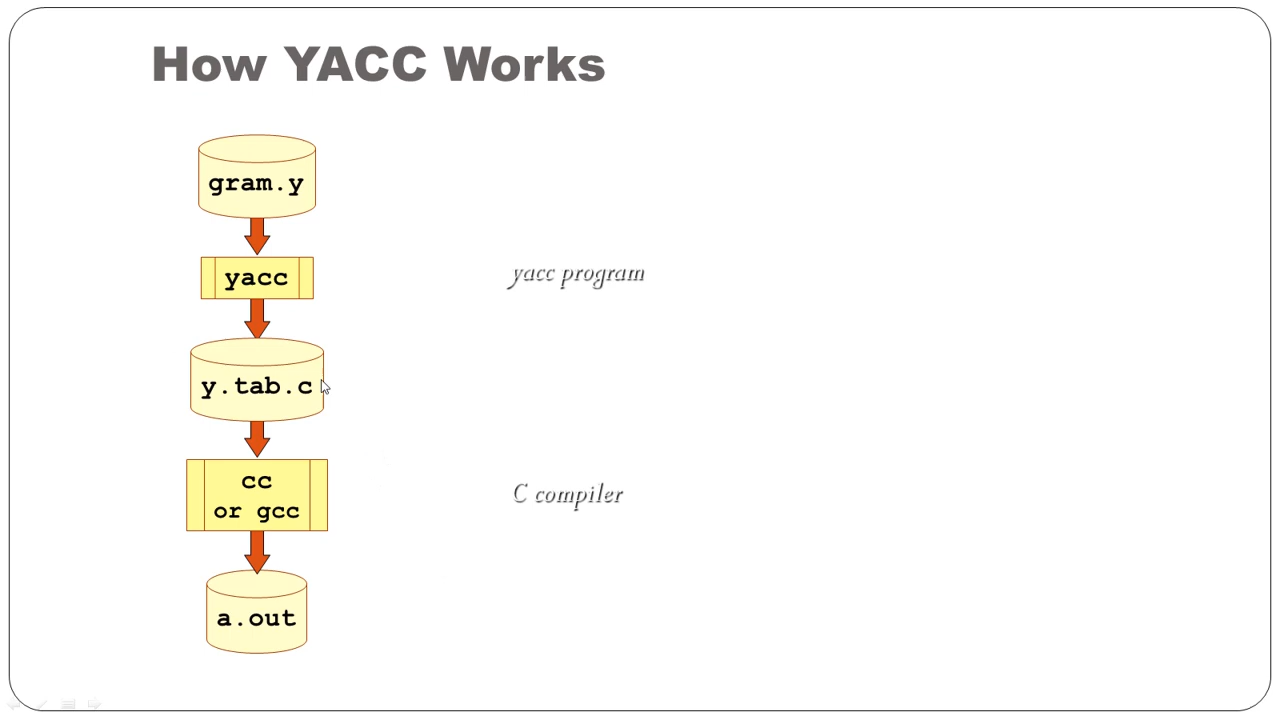 How YACC Works
gram.y
yacc
yacc program
y.tab.c
cc
or gcc
C compiler
a.out